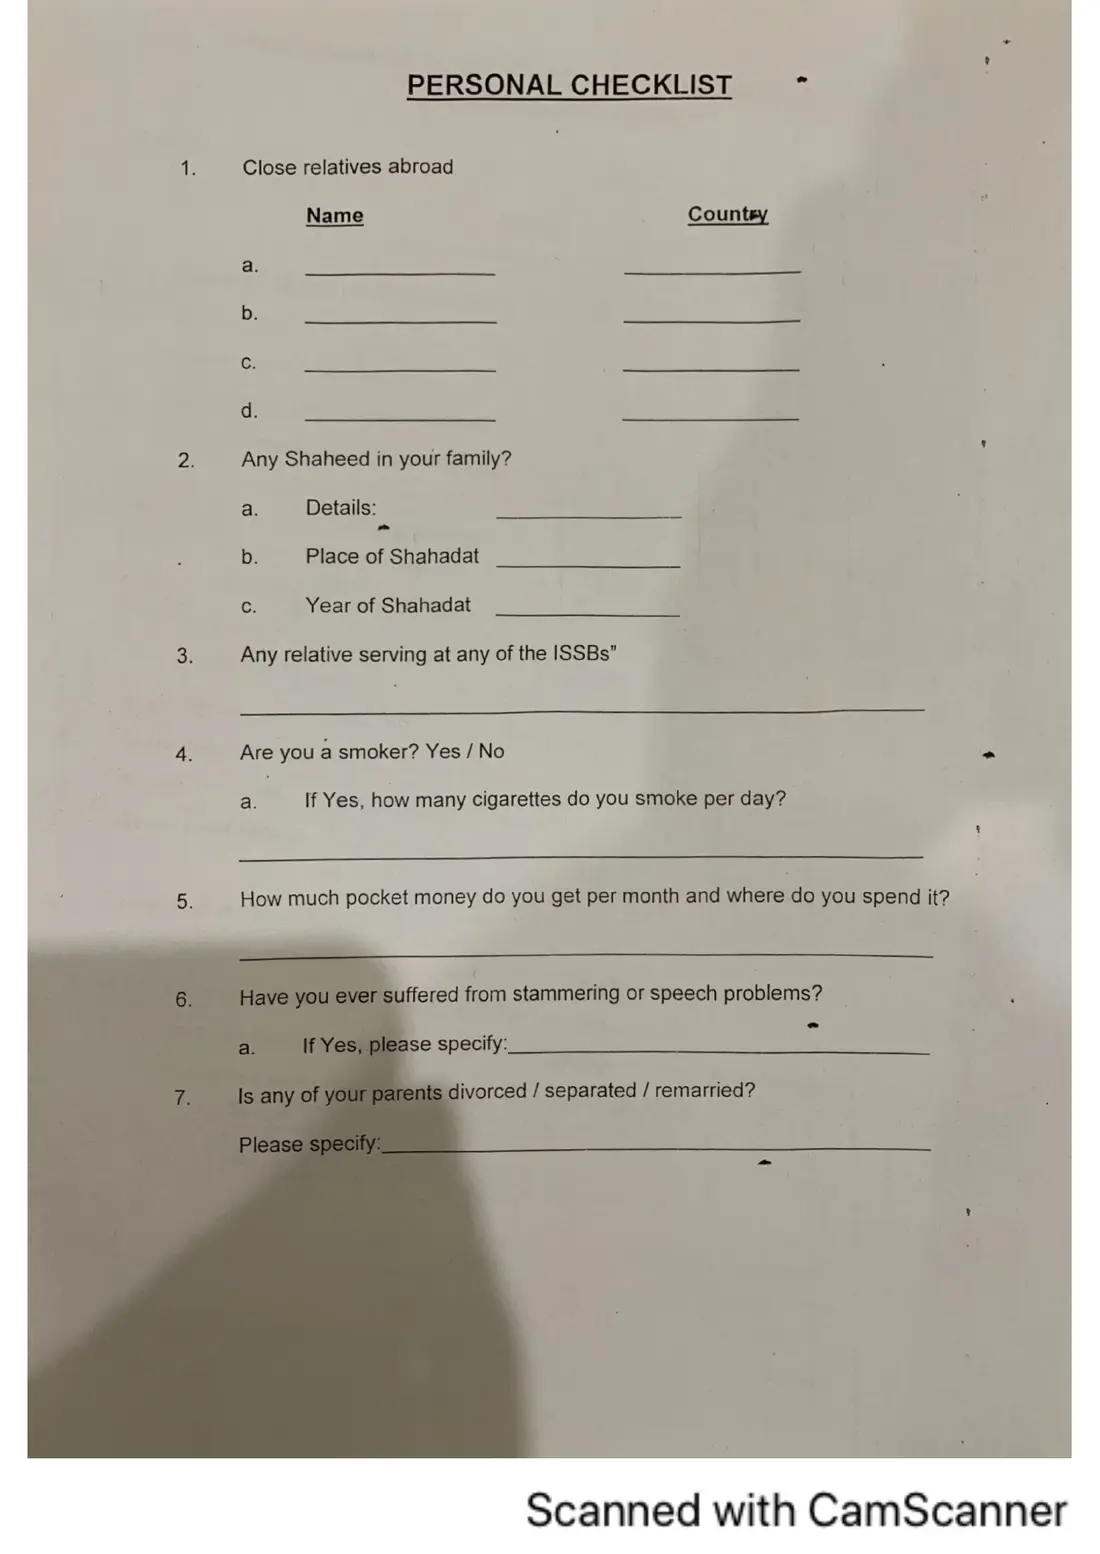 PERSONAL CHECKLIST
1. Close relatives abroad
Name Country
a.
b.
c.
d.
2. Any Shaheed in your family?
a. Details:
b. Place of Shahadat
c. Year of Shahadat
3. Any relative serving at any of the ISSBs"
4. Are you a smoker? Yes / No
a. If Yes, how many cigarettes do you smoke per day?
5. How much pocket money do you get per month and where do you spend it?
6. Have you ever suffered from stammering or speech problems?
a. If Yes, please specify:
7. Is any of your parents divorced / separated / remarried?
Please specify:
Scanned with CamScanner